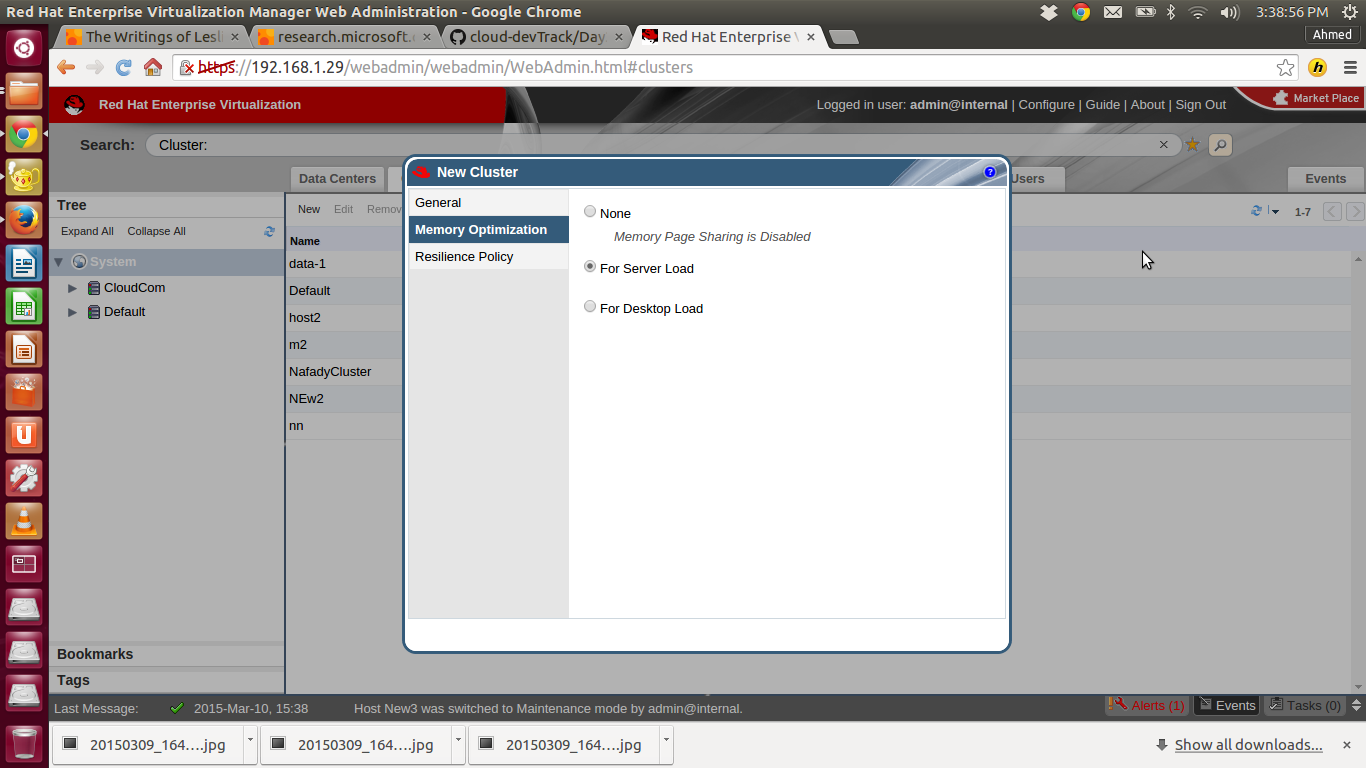 Red Hat Enterprise Virtualization Manager Web Administration - Google Chrome
3:38:56 PM
The Writings of Lesli
research.microsoft.
cloud-devTrack/Day
Red Hat Enterprise V
Ahmed
https://192.168.1.29/webadmin/webadmin/WebAdmin.html#clusters
Red Hat Enterprise Virtualization
Logged in user: admin@internal | Configure | Guide | About | Sign Out
Market Place
Search: Cluster:
Data Centers
Users
Events
New Cluster
Tree
Expand All Collapse All
System
CloudCom
Default
Bookmarks
Tags
New Edit Remov
1-7
Name
data-1
Default
host2
m2
NafadyCluster
NEw2
nn
General
Memory Optimization
Resilience Policy
None
Memory Page Sharing is Disabled
For Server Load
For Desktop Load
Last Message: 2015-Mar-10, 15:38 Host New3 was switched to Maintenance mode by admin@internal.
Alerts (1) Events Tasks (0)
20150309_164....jpg
20150309_164....jpg
20150309_164....jpg
Show all downloads...